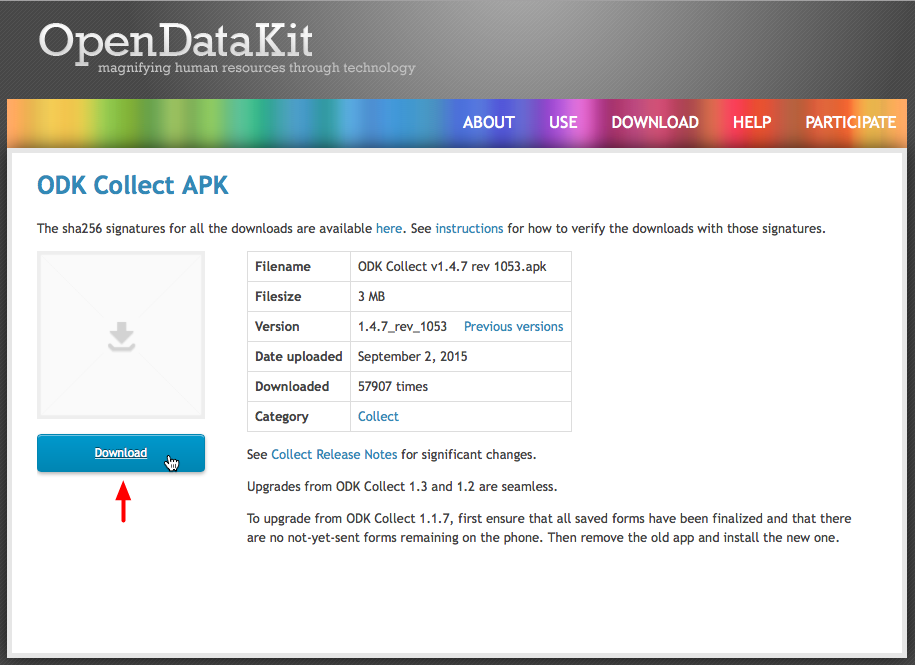 OpenDataKit
magnifying human resources through technology
ABOUT USE DOWNLOAD HELP PARTICIPATE
ODK Collect APK
The sha256 signatures for all the downloads are available here. See instructions for how to verify the downloads with those signatures.
Filename ODK Collect v1.4.7 rev 1053.apk
Filesize 3 MB
Version 1.4.7_rev_1053 Previous versions
Date uploaded September 2, 2015
Downloaded 57907 times
Category Collect
Download
See Collect Release Notes for significant changes.
Upgrades from ODK Collect 1.3 and 1.2 are seamless.
To upgrade from ODK Collect 1.1.7, first ensure that all saved forms have been finalized and that there
are no not-yet-sent forms remaining on the phone. Then remove the old app and install the new one.